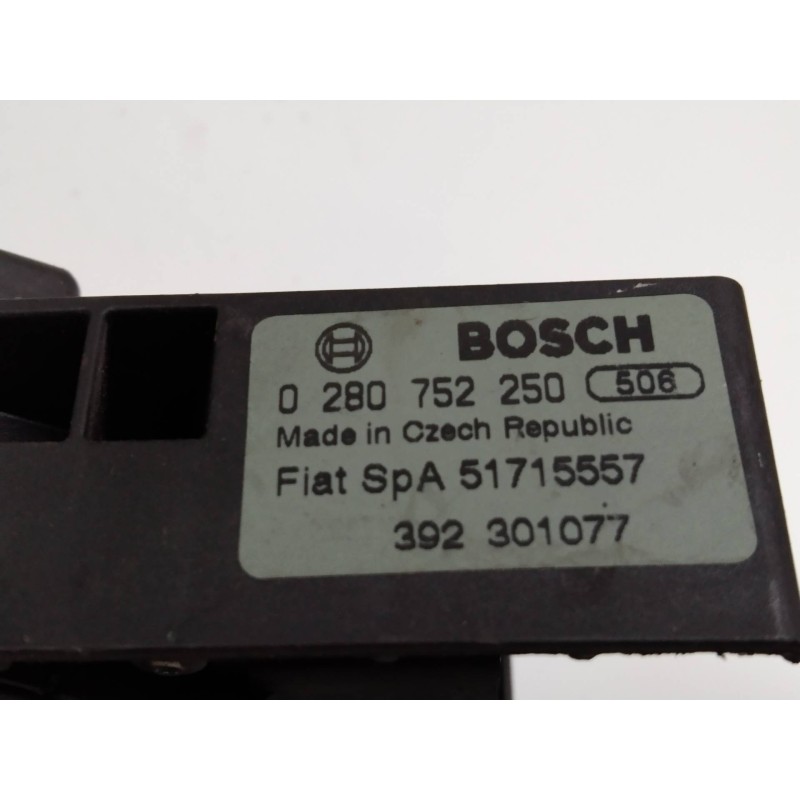 BOSCH
0 280 752 250 506
Made in Czech Republic
Fiat SpA 51715557
392 301077